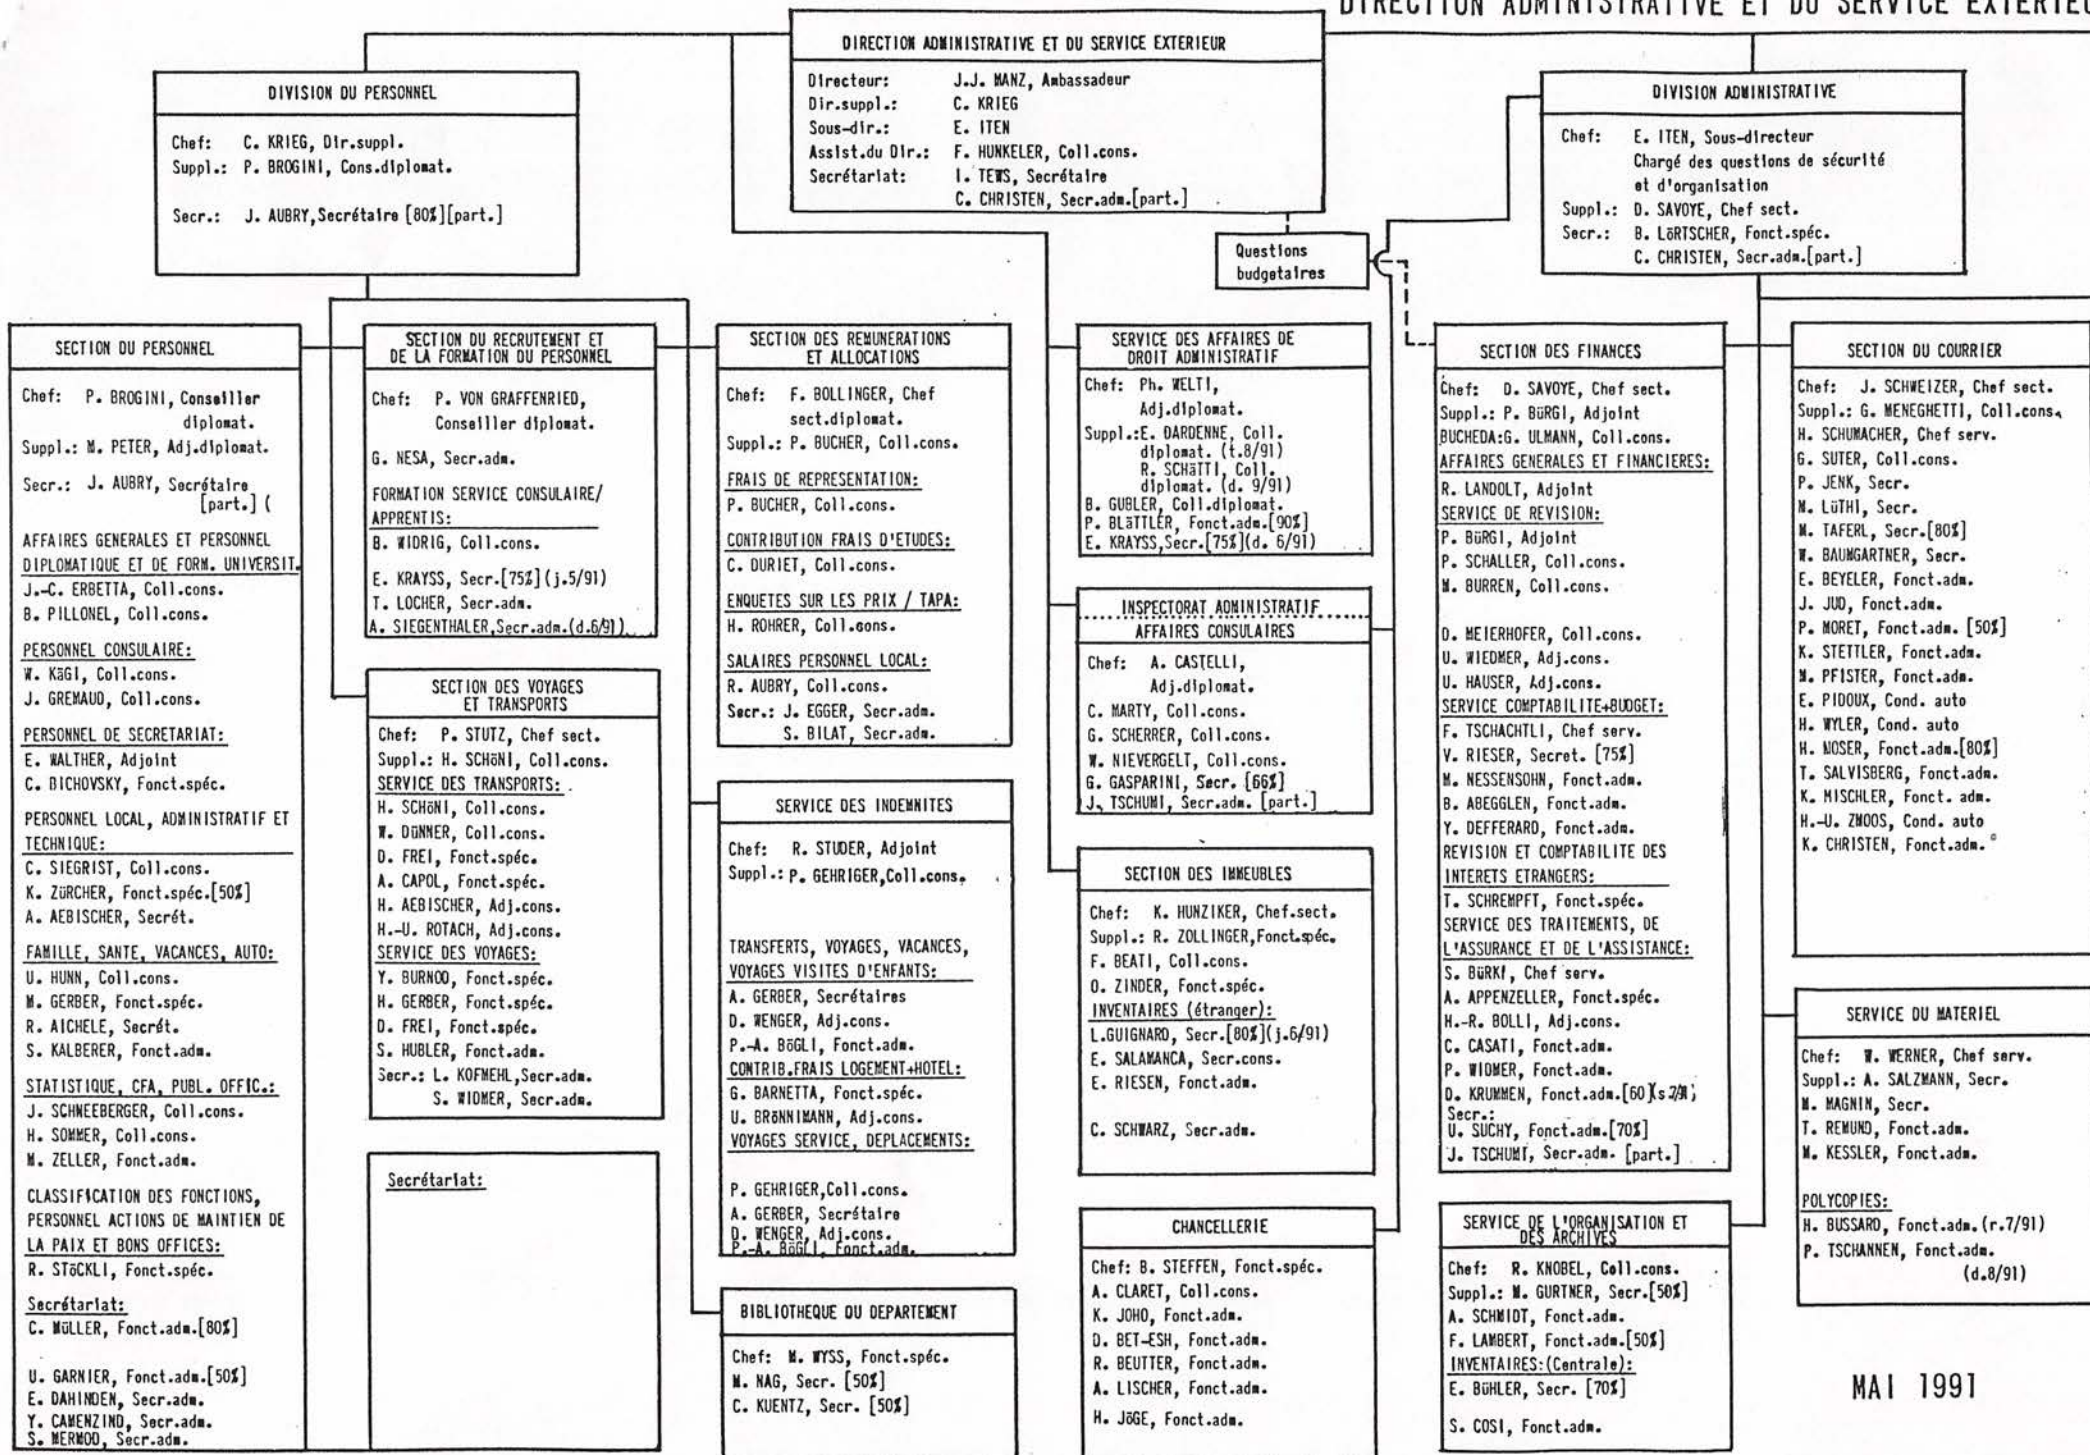 DIRECTION ADMINISTRATIVE ET DU SERVICE EXTERIEU
DIRECTION ADMINISTRATIVE ET DU SERVICE EXTERIEUR
Directeur: J.J. MANZ, Ambassadeur
Dir.suppl.: C. KRIEG
Sous-dir.: E. ITEN
Assist.du Dir.: F. HUNKELER, Coll.cons.
Secrétariat: I. TEWS, Secrétaire
C. CHRISTEN, Secr.adm.[part.]
DIVISION DU PERSONNEL
Chef: C. KRIEG, Dir.suppl.
Suppl.: P. BROGINI, Cons.diplomat.
Secr.: J. AUBRY,Secrétaire [80%][part.]
DIVISION ADMINISTRATIVE
Chef: E. ITEN, Sous-directeur
Chargé des questions de sécurité
et d'organisation
Suppl.: D. SAVOYE, Chef sect.
Secr.: B. LöRTSCHER, Fonct.spéc.
C. CHRISTEN, Secr.adm.[part.]
Questions
budgetaires
SECTION DU PERSONNEL
Chef: P. BROGINI, Conseiller
diplomat.
Suppl.: M. PETER, Adj.diplomat.
Secr.: J. AUBRY, Secrétaire
[part.] (
AFFAIRES GENERALES ET PERSONNEL
DIPLOMATIQUE ET DE FORM. UNIVERSIT.
J.-C. ERBETTA, Coll.cons.
B. PILLONEL, Coll.cons.
PERSONNEL CONSULAIRE:
W. KäGI, Coll.cons.
J. GREMAUD, Coll.cons.
PERSONNEL DE SECRETARIAT:
E. WALTHER, Adjoint
C. BICHOVSKY, Fonct.spéc.
PERSONNEL LOCAL, ADMINISTRATIF ET
TECHNIQUE:
C. SIEGRIST, Coll.cons.
K. ZüRCHER, Fonct.spéc.[50%]
A. AEBISCHER, Secrét.
FAMILLE, SANTE, VACANCES, AUTO:
U. HUNN, Coll.cons.
M. GERBER, Fonct.spéc.
R. AICHELE, Secrét.
S. KALBERER, Fonct.adm.
STATISTIQUE, CFA, PUBL. OFFIC.:
J. SCHNEEBERGER, Coll.cons.
H. SOMMER, Coll.cons.
M. ZELLER, Fonct.adm.
CLASSIFICATION DES FONCTIONS,
PERSONNEL ACTIONS DE MAINTIEN DE
LA PAIX ET BONS OFFICES:
R. STöCKLI, Fonct.spéc.
Secrétariat:
C. MüLLER, Fonct.adm.[80%]
U. GARNIER, Fonct.adm.[50%]
E. DAHINDEN, Secr.adm.
Y. CAMENZIND, Secr.adm.
S. MERMOD, Secr.adm.
SECTION DU RECRUTEMENT ET
DE LA FORMATION DU PERSONNEL
Chef: P. VON GRAFFENRIED,
Conseiller diplomat.
G. NESA, Secr.adm.
FORMATION SERVICE CONSULAIRE/
APPRENTIS:
B. WIDRIG, Coll.cons.
E. KRAYSS, Secr.[75%](j.5/91)
T. LOCHER, Secr.adm.
A. SIEGENTHALER,Secr.adm.(d.6/91)
SECTION DES VOYAGES
ET TRANSPORTS
Chef: P. STUTZ, Chef sect.
Suppl.: H. SCHöNI, Coll.cons.
SERVICE DES TRANSPORTS:
H. SCHöNI, Coll.cons.
W. DüNNER, Coll.cons.
D. FREI, Fonct.spéc.
A. CAPOL, Fonct.spéc.
H. AEBISCHER, Adj.cons.
H.-U. ROTACH, Adj.cons.
SERVICE DES VOYAGES:
Y. BURNOD, Fonct.spéc.
H. GERBER, Fonct.spéc.
D. FREI, Fonct.spéc.
S. HUBLER, Fonct.adm.
Secr.: L. KOFMEHL,Secr.adm.
S. WIDMER, Secr.adm.
Secrétariat:
SECTION DES REMUNERATIONS
ET ALLOCATIONS
Chef: F. BOLLINGER, Chef
sect.diplomat.
Suppl.: P. BUCHER, Coll.cons.
FRAIS DE REPRESENTATION:
P. BUCHER, Coll.cons.
CONTRIBUTION FRAIS D'ETUDES:
C. DURIET, Coll.cons.
ENQUETES SUR LES PRIX / TAPA:
H. ROHRER, Coll.cons.
SALAIRES PERSONNEL LOCAL:
R. AUBRY, Coll.cons.
Secr.: J. EGGER, Secr.adm.
S. BILAT, Secr.adm.
SERVICE DES INDEMNITES
Chef: R. STUDER, Adjoint
Suppl.: P. GEHRIGER,Coll.cons.
TRANSFERTS, VOYAGES, VACANCES,
VOYAGES VISITES D'ENFANTS:
A. GERBER, Secrétaires
D. WENGER, Adj.cons.
P.-A. BöGLI, Fonct.adm.
CONTRIB.FRAIS LOGEMENT+HOTEL:
G. BARNETTA, Fonct.spéc.
U. BRöNNIMANN, Adj.cons.
VOYAGES SERVICE, DEPLACEMENTS:
P. GEHRIGER,Coll.cons.
A. GERBER, Secrétaire
D. WENGER, Adj.cons.
P.-A. BöGLI, Fonct.adm.
BIBLIOTHEQUE DU DEPARTEMENT
Chef: M. WYSS, Fonct.spéc.
M. NAG, Secr. [50%]
C. KUENTZ, Secr. [50%]
SERVICE DES AFFAIRES DE
DROIT ADMINISTRATIF
Chef: Ph. WELTI,
Adj.diplomat.
Suppl.:E. DARDENNE, Coll.
diplomat. (t.8/91)
R. SCHäTTI, Coll.
diplomat. (d. 9/91)
B. GUBLER, Coll.diplomat.
P. BLäTTLER, Fonct.adm.[90%]
E. KRAYSS,Secr.[75%](d. 6/91)
INSPECTORAT ADMINISTRATIF
AFFAIRES CONSULAIRES
Chef: A. CASTELLI,
Adj.diplomat.
C. MARTY, Coll.cons.
G. SCHERRER, Coll.cons.
W. NIEVERGELT, Coll.cons.
G. GASPARINI, Secr. [66%]
J. TSCHUMI, Secr.adm. [part.]
SECTION DES IMMEUBLES
Chef: K. HUNZIKER, Chef.sect.
Suppl.: R. ZOLLINGER,Fonct.spéc.
F. BEATI, Coll.cons.
O. ZINDER, Fonct.spéc.
INVENTAIRES (étranger):
L.GUIGNARD, Secr.[80%](j.6/91)
E. SALAMANCA, Secr.cons.
E. RIESEN, Fonct.adm.
C. SCHWARZ, Secr.adm.
CHANCELLERIE
Chef: B. STEFFEN, Fonct.spéc.
A. CLARET, Coll.cons.
K. JOHO, Fonct.adm.
D. BET-ESH, Fonct.adm.
R. BEUTTER, Fonct.adm.
A. LISCHER, Fonct.adm.
H. JöGE, Fonct.adm.
SECTION DES FINANCES
Chef: D. SAVOYE, Chef sect.
Suppl.: P. BüRGI, Adjoint
BUCHEDA:G. ULMANN, Coll.cons.
AFFAIRES GENERALES ET FINANCIERES:
R. LANDOLT, Adjoint
SERVICE DE REVISION:
P. BüRGI, Adjoint
P. SCHALLER, Coll.cons.
M. BURREN, Coll.cons.
D. MEIERHOFER, Coll.cons.
U. WIEDMER, Adj.cons.
U. HAUSER, Adj.cons.
SERVICE COMPTABILITE+BUDGET:
F. TSCHACHTLI, Chef serv.
V. RIESER, Secret. [75%]
M. NESSENSOHN, Fonct.adm.
B. ABEGGLEN, Fonct.adm.
Y. DEFFERARD, Fonct.adm.
REVISION ET COMPTABILITE DES
INTERETS ETRANGERS:
T. SCHREMPFT, Fonct.spéc.
SERVICE DES TRAITEMENTS, DE
L'ASSURANCE ET DE L'ASSISTANCE:
S. BüRKI, Chef serv.
A. APPENZELLER, Fonct.spéc.
H.-R. BOLLI, Adj.cons.
C. CASATI, Fonct.adm.
P. WIDMER, Fonct.adm.
D. KRUMMEN, Fonct.adm.[60
Secr.:
U. SUCHY, Fonct.adm.[70%]
J. TSCHUMI, Secr.adm. [part.]
SERVICE DE L'ORGANISATION ET
DES ARCHIVES
Chef: R. KNOBEL, Coll.cons.
Suppl.: M. GURTNER, Secr.[50%]
A. SCHMIDT, Fonct.adm.
F. LAMBERT, Fonct.adm.[50%]
INVENTAIRES:(Centrale):
E. BüHLER, Secr. [70%]
S. COSI, Fonct.adm.
SECTION DU COURRIER
Chef: J. SCHWEIZER, Chef sect.
Suppl.: G. MENEGHETTI, Coll.cons.
H. SCHUMACHER, Chef serv.
G. SUTER, Coll.cons.
P. JENK, Secr.
M. LüTHI, Secr.
M. TAFERL, Secr.[80%]
W. BAUMGARTNER, Secr.
E. BEYELER, Fonct.adm.
J. JUD, Fonct.adm.
P. MORET, Fonct.adm. [50%]
K. STETTLER, Fonct.adm.
M. PFISTER, Fonct.adm.
E. PIDOUX, Cond. auto
H. WYLER, Cond. auto
H. MOSER, Fonct.adm.[80%]
T. SALVISBERG, Fonct.adm.
K. MISCHLER, Fonct. adm.
H.-U. ZMOOS, Cond. auto
K. CHRISTEN, Fonct.adm.
SERVICE DU MATERIEL
Chef: W. WERNER, Chef serv.
Suppl.: A. SALZMANN, Secr.
M. MAGNIN, Secr.
T. REMUND, Fonct.adm.
M. KESSLER, Fonct.adm.
POLYCOPIES:
H. BUSSARD, Fonct.adm.(r.7/91)
P. TSCHANNEN, Fonct.adm.
(d.8/91)
MAI 1991